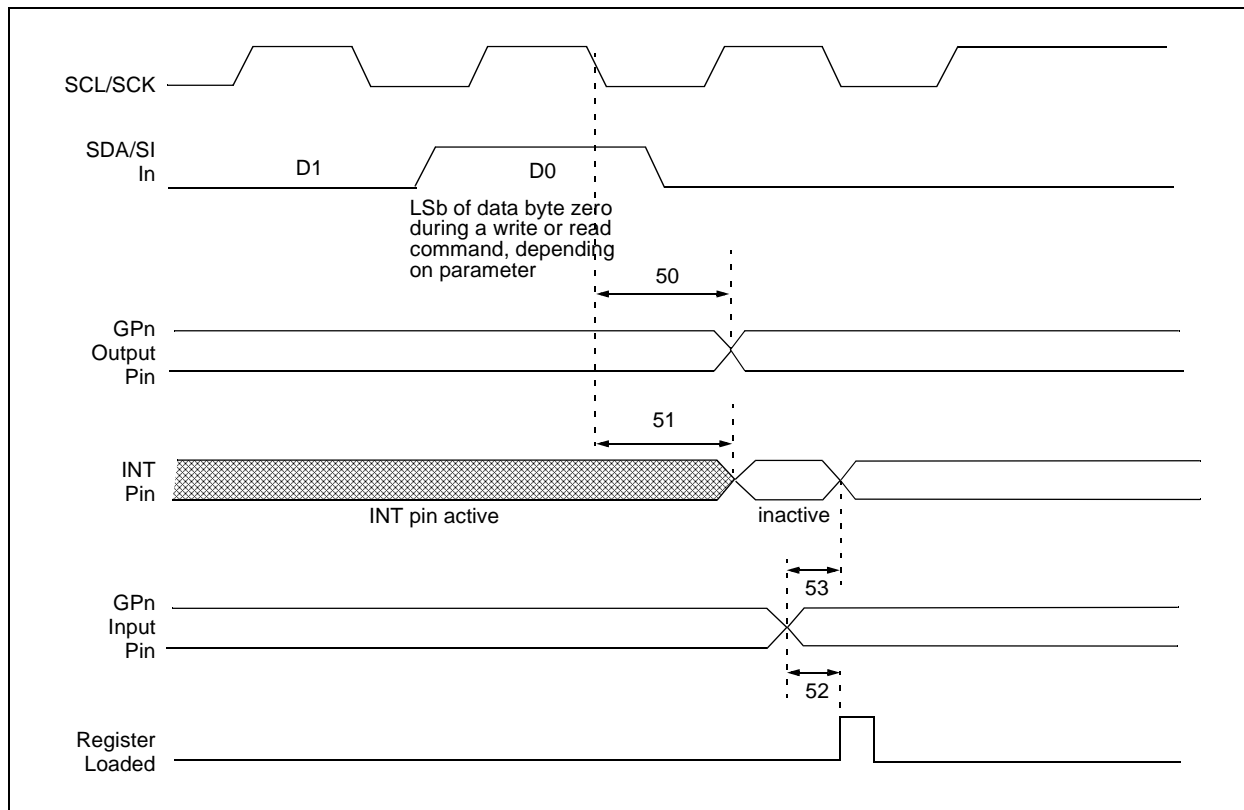 SCL/SCK
SDA/SI
In
D1
D0
LSb of data byte zero
during a write or read
command, depending
on parameter
50
GPn
Output
Pin
51
INT
Pin
INT pin active
inactive
53
GPn
Input
Pin
52
Register
Loaded